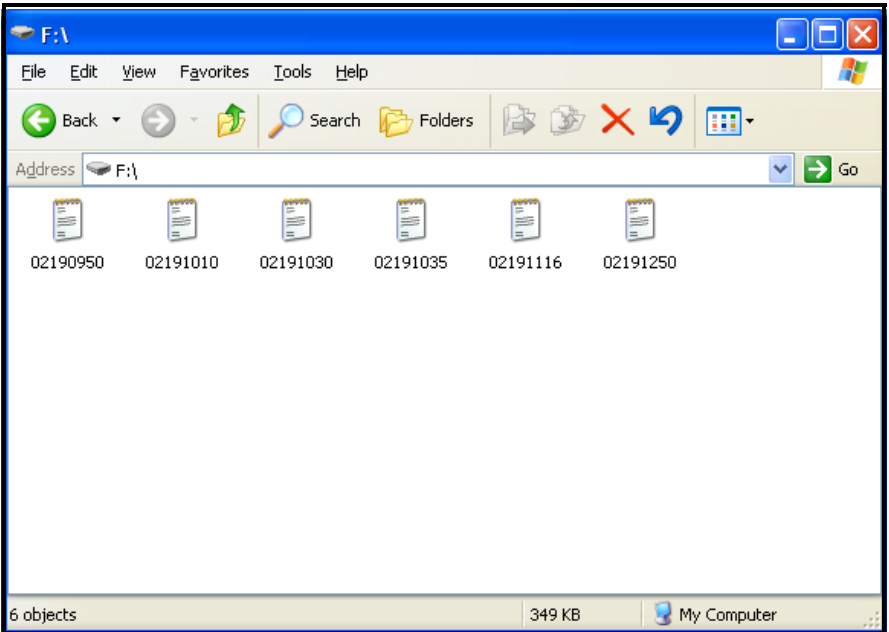 F:\
File Edit View Favorites Tools Help
Back Search Folders
Address F:\ Go
02190950 02191010 02191030 02191035 02191116 02191250
6 objects 349 KB My Computer